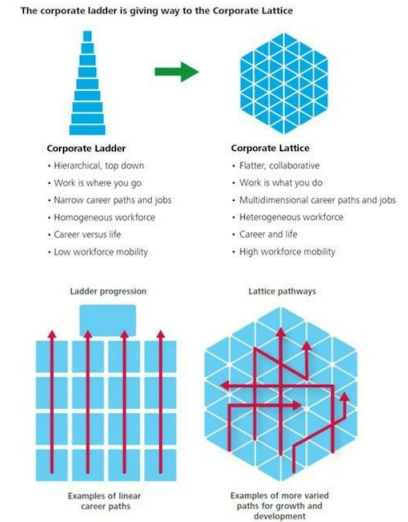 The corporate ladder is giving way to the Corporate Lattice
Corporate Ladder
• Hierarchical, top down
• Work is where you go
• Narrow career paths and jobs
• Homogeneous workforce
• Career versus life
• Low workforce mobility
Corporate Lattice
• Flatter, collaborative
• Work is what you do
• Multidimensional career paths and jobs
• Heterogeneous workforce
• Career and life
• High workforce mobility
Ladder progression
Lattice pathways
Examples of linear
career paths
Examples of more varied
paths for growth and
development